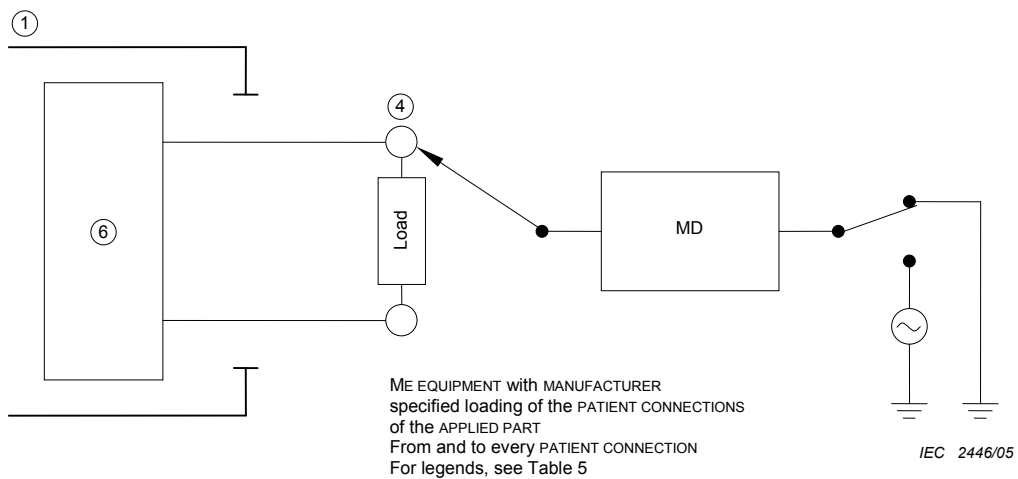 1
4
6
Load
MD
ME EQUIPMENT with MANUFACTURER
specified loading of the PATIENT CONNECTIONS
of the APPLIED PART
From and to every PATIENT CONNECTION
For legends, see Table 5
IEC 2446/05